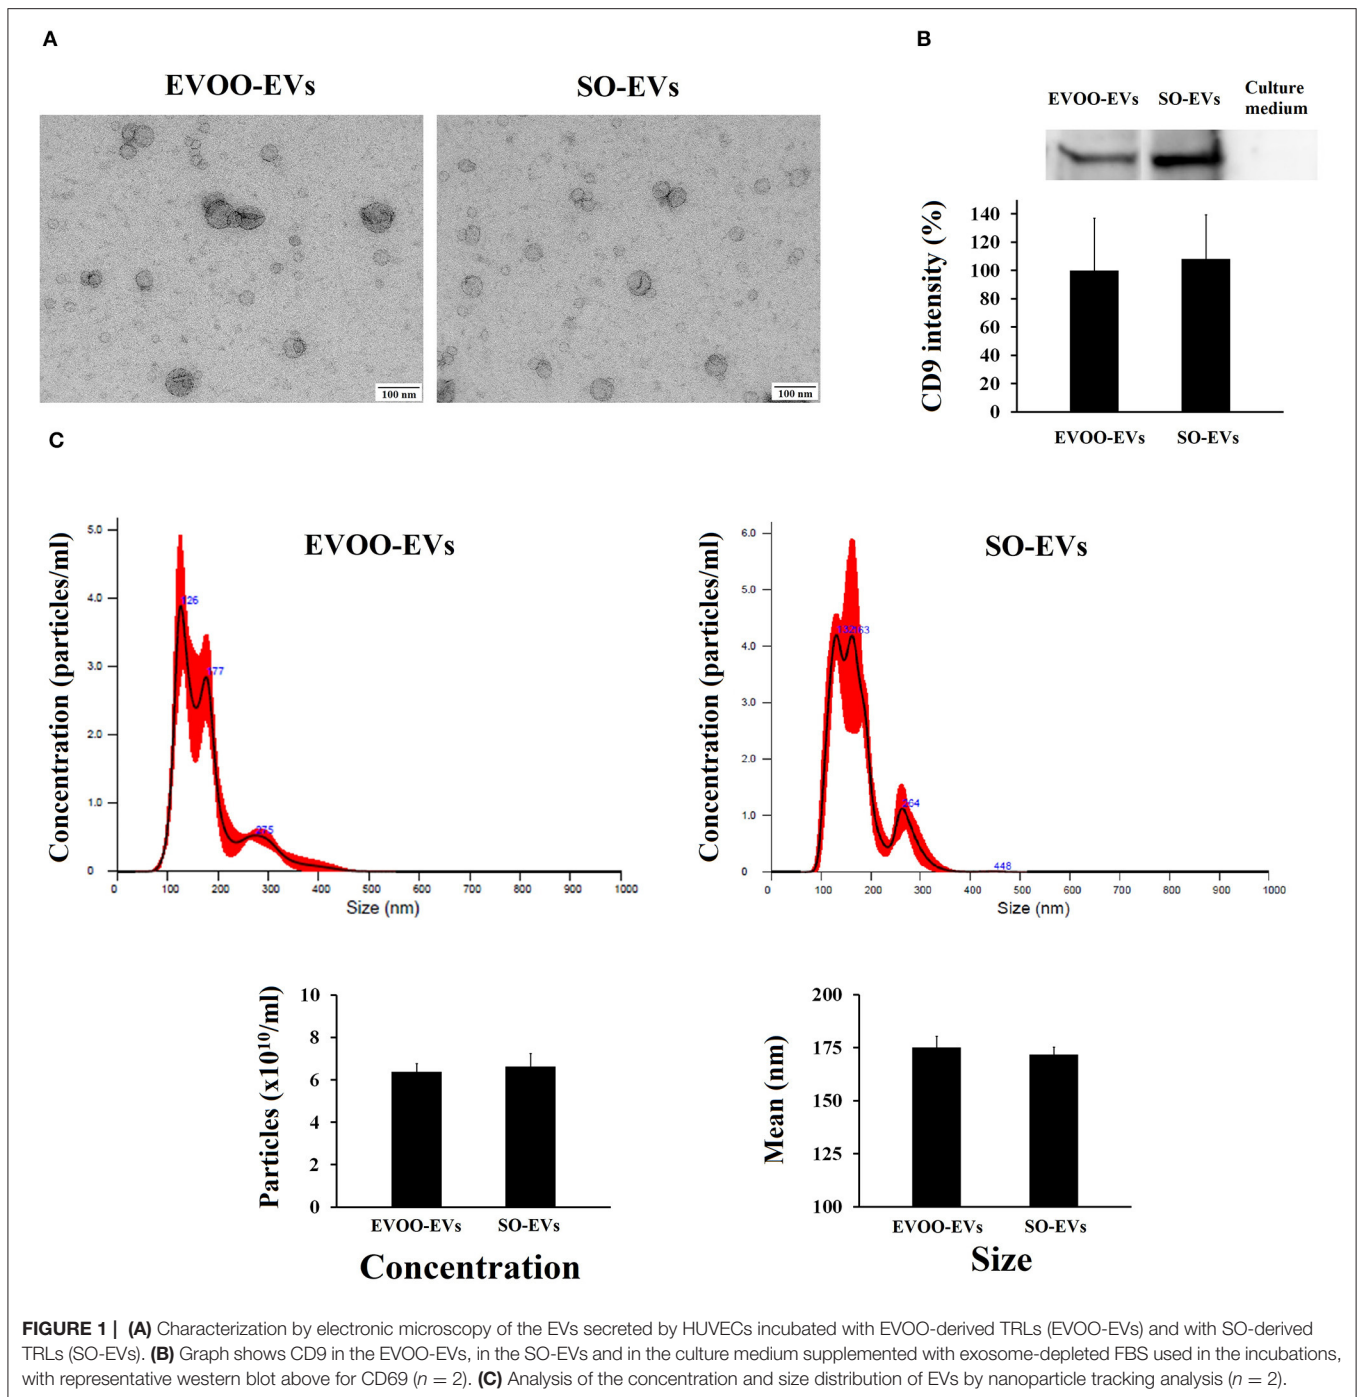 A
EVOO-EVs
SO-EVs
100 nm
100 nm
B
EVOO-EVs SO-EVs Culture medium
CD9 intensity (%)
140
120
100
80
60
40
20
0
EVOO-EVs SO-EVs
C
EVOO-EVs
Concentration (particles/ml)
5.0
4.0
3.0
2.0
1.0
0
126
177
275
0 100 200 300 400 500 600 700 800 900 1000
Size (nm)
SO-EVs
Concentration (particles/ml)
6.0
5.0
4.0
3.0
2.0
1.0
0
132
163
264
448
0 100 200 300 400 500 600 700 800 900 1000
Size (nm)
Particles (x10¹⁰/ml)
10
8
6
4
2
0
EVOO-EVs SO-EVs
Concentration
Mean (nm)
200
175
150
125
100
EVOO-EVs SO-EVs
Size
FIGURE 1 | (A) Characterization by electronic microscopy of the EVs secreted by HUVECs incubated with EVOO-derived TRLs (EVOO-EVs) and with SO-derived
TRLs (SO-EVs). (B) Graph shows CD9 in the EVOO-EVs, in the SO-EVs and in the culture medium supplemented with exosome-depleted FBS used in the incubations,
with representative western blot above for CD69 (n = 2). (C) Analysis of the concentration and size distribution of EVs by nanoparticle tracking analysis (n = 2).